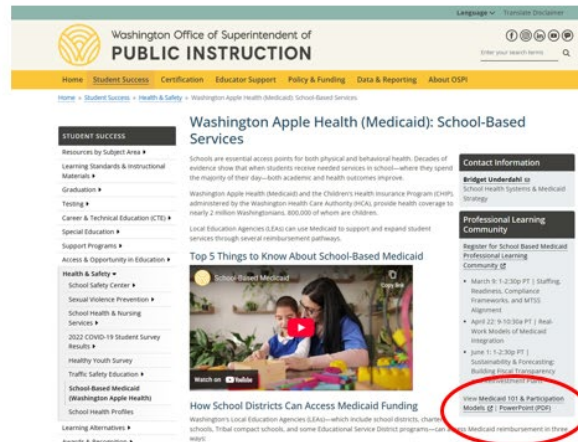 Language Translate Disclaimer
Washington Office of Superintendent of
PUBLIC INSTRUCTION
Enter your search terms
Home Student Success Certification Educator Support Policy & Funding Data & Reporting About OSPI
Home » Student Success » Health & Safety » Washington Apple Health (Medicaid): School-Based Services
STUDENT SUCCESS
Resources by Subject Area
Learning Standards & Instructional
Materials
Graduation
Testing
Career & Technical Education (CTE)
Special Education
Support Programs
Access & Opportunity in Education
Health & Safety
School Safety Center
Sexual Violence Prevention
School Health & Nursing
Services
2022 COVID-19 Student Survey
Results
Healthy Youth Survey
Traffic Safety Education
School-Based Medicaid
(Washington Apple Health)
School Health Profiles
Learning Alternatives
Awards & Recognition
Washington Apple Health (Medicaid): School-Based
Services
Schools are essential access points for both physical and behavioral health. Decades of
evidence show that when students receive needed services in school—where they spend
the majority of their day—both academic and health outcomes improve.
Washington Apple Health (Medicaid) and the Children's Health Insurance Program (CHIP),
administered by the Washington Health Care Authority (HCA), provide health coverage to
nearly 2 million Washingtonians, 800,000 of whom are children.
Local Education Agencies (LEAs) can use Medicaid to support and expand student
services through several reimbursement pathways.
Top 5 Things to Know About School-Based Medicaid
School-Based Medicaid
Copy link
Watch on YouTube
How School Districts Can Access Medicaid Funding
Washington's Local Education Agencies (LEAs)—which include school districts, charter
schools, Tribal compact schools, and some Educational Service District programs—can access Medicaid reimbursement in three
ways:
Contact Information
Bridget Underdahl
School Health Systems & Medicaid
Strategy
Professional Learning
Community
Register for School Based Medicaid
Professional Learning
Community
March 9: 1-2:30p PT | Staffing,
Readiness, Compliance
Frameworks, and MTSS
Alignment
April 22: 9-10:30a PT | Real-
Work Models of Medicaid
Integration
June 1: 1-2:30p PT |
Sustainability & Forecasting:
Building Fiscal Transparency
Plans
View Medicaid 101 & Participation
Models | PowerPoint (PDF)